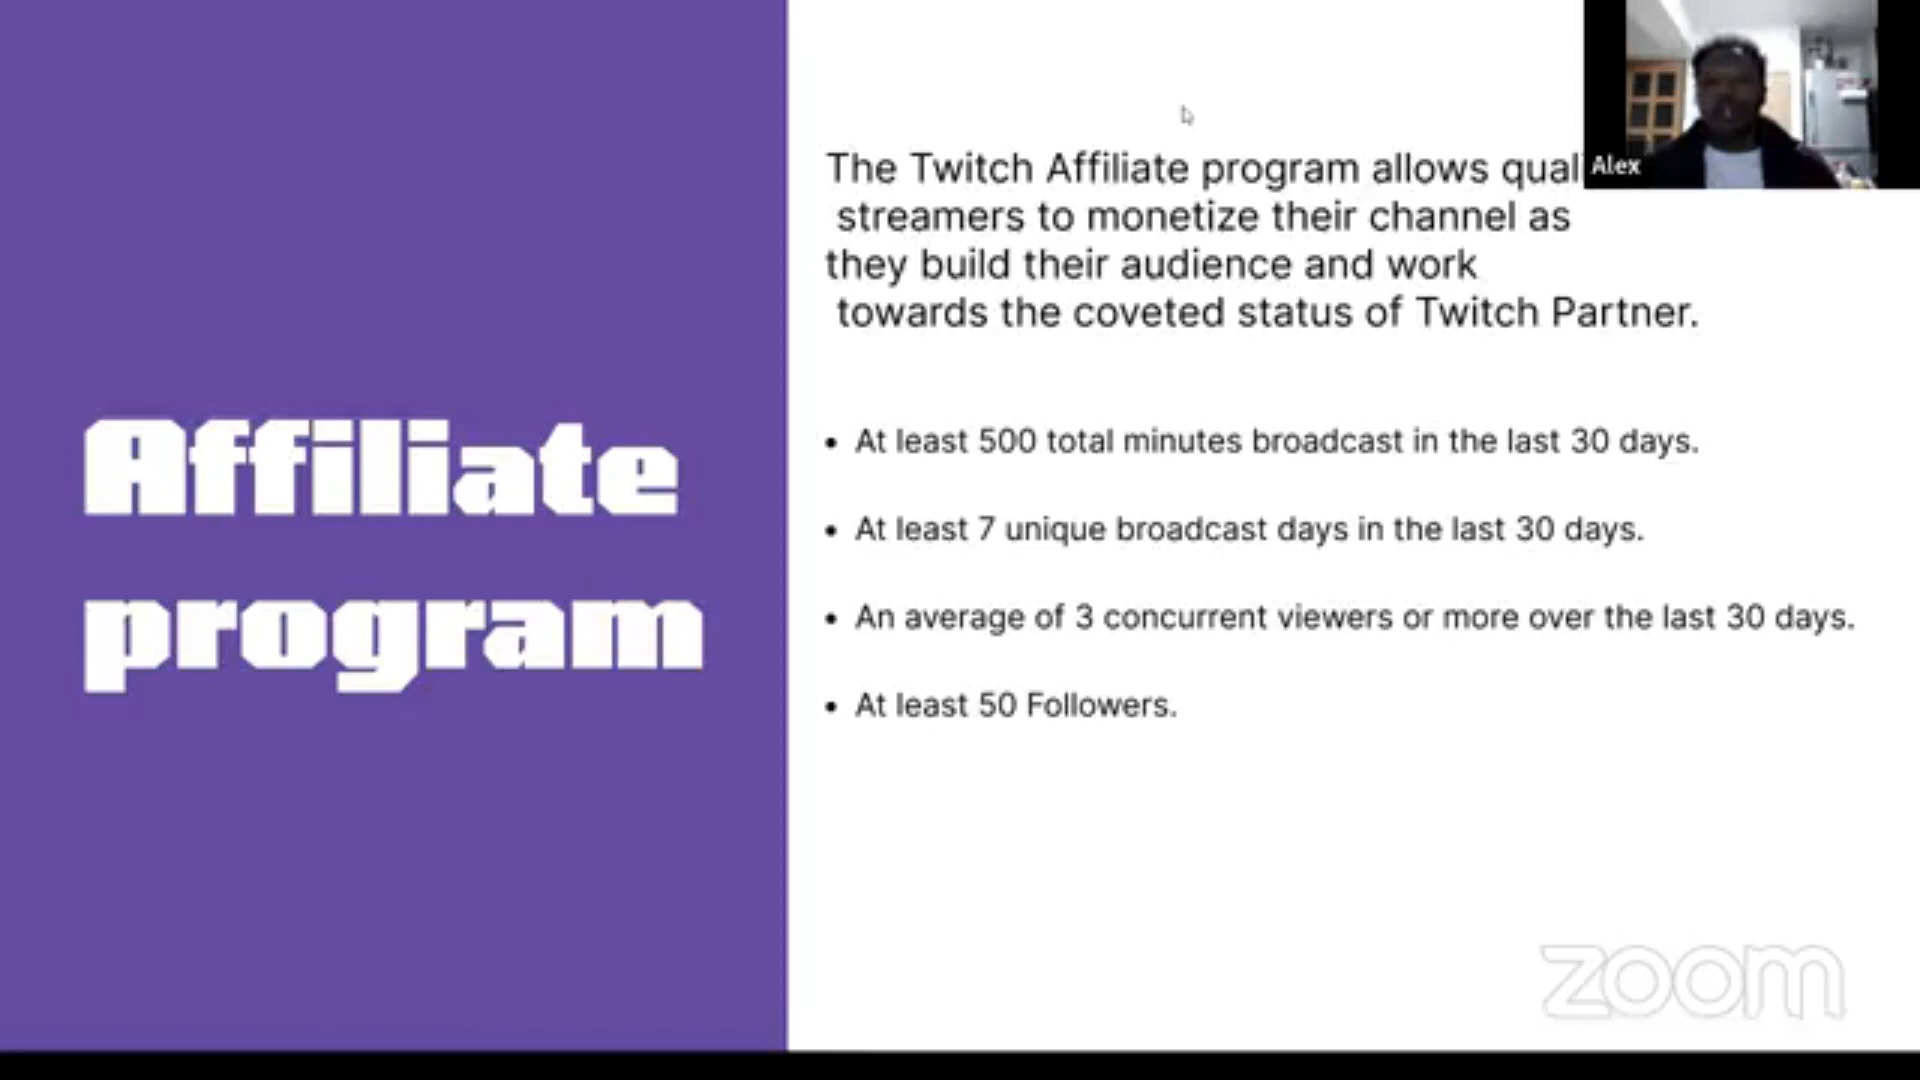 Affiliate
program
The Twitch Affiliate program allows
streamers to monetize their channel as
they build their audience and work
towards the coveted status of Twitch Partner.
• At least 500 total minutes broadcast in the last 30 days.
• At least 7 unique broadcast days in the last 30 days.
• An average of 3 concurrent viewers or more over the last 30 days.
• At least 50 Followers.
Alex
zoom